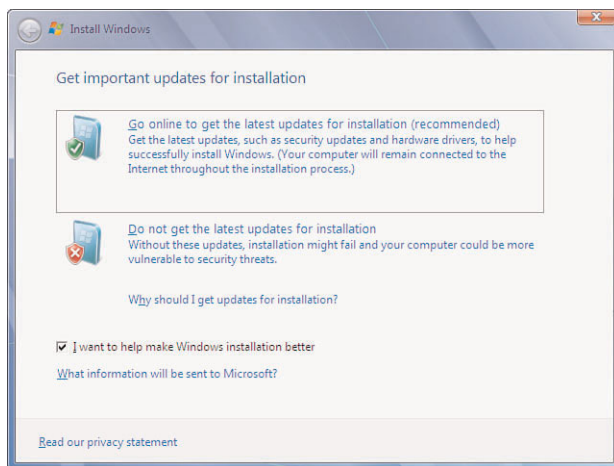 Install Windows
Get important updates for installation
Go online to get the latest updates for installation (recommended)
Get the latest updates, such as security updates and hardware drivers, to help
successfully install Windows. (Your computer will remain connected to the
Internet throughout the installation process.)
Do not get the latest updates for installation
Without these updates, installation might fail and your computer could be more
vulnerable to security threats.
Why should I get updates for installation?
I want to help make Windows installation better
What information will be sent to Microsoft?
Read our privacy statement